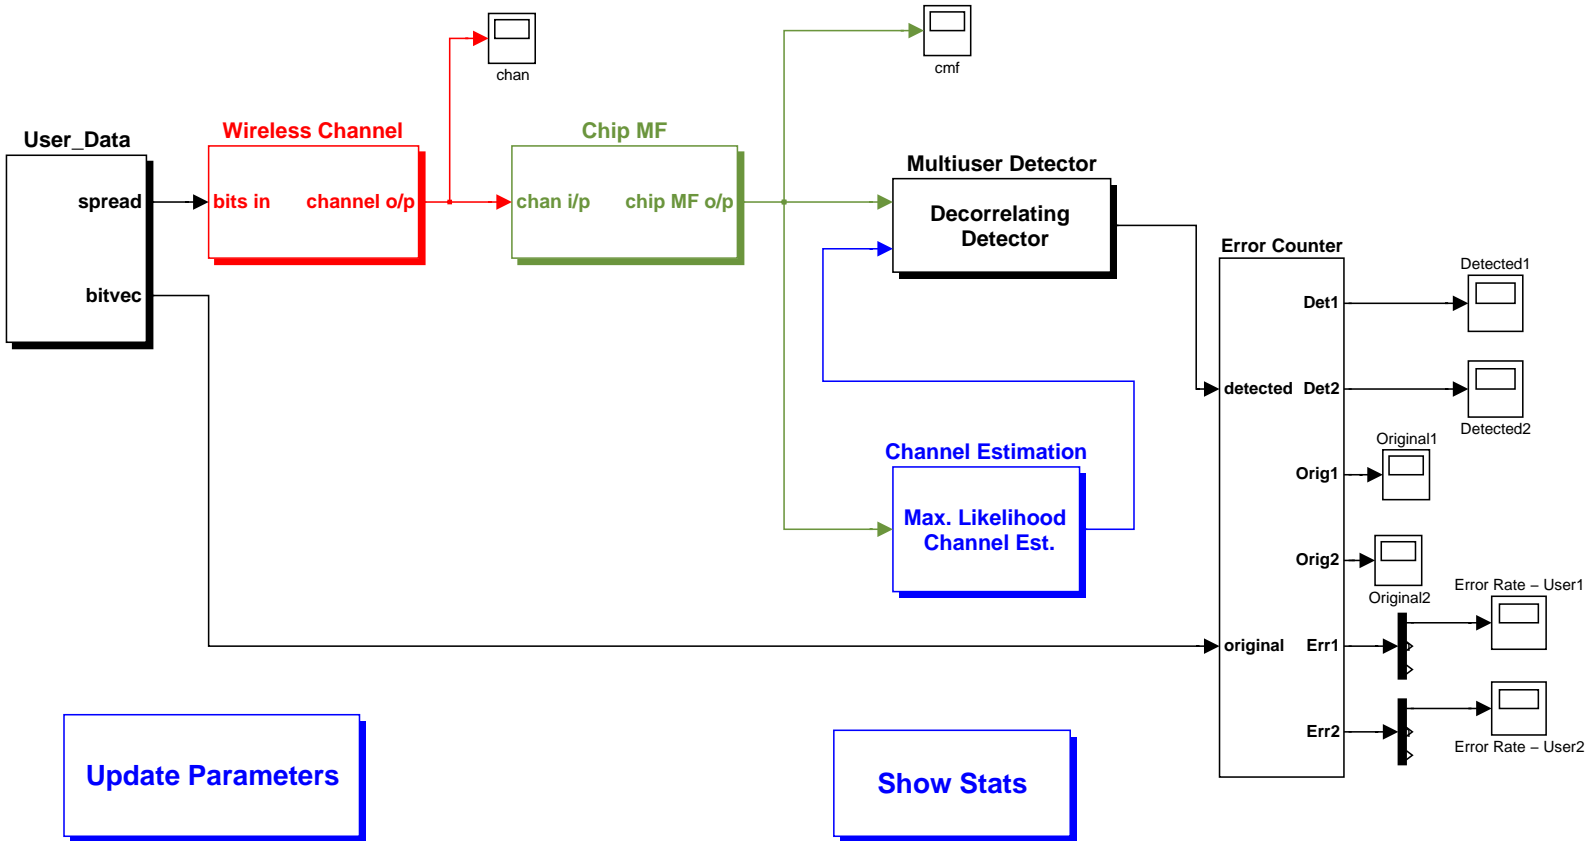 chan
cmf
User_Data
spread
bitvec
Wireless Channel
bits in
channel o/p
Chip MF
chan i/p
chip MF o/p
Multiuser Detector
Decorrelating
Detector
Channel Estimation
Max. Likelihood
Channel Est.
Error Counter
detected
original
Det1
Det2
Orig1
Orig2
Err1
Err2
Detected1
Detected2
Original1
Original2
Error Rate – User1
Error Rate – User2
Update Parameters
Show Stats